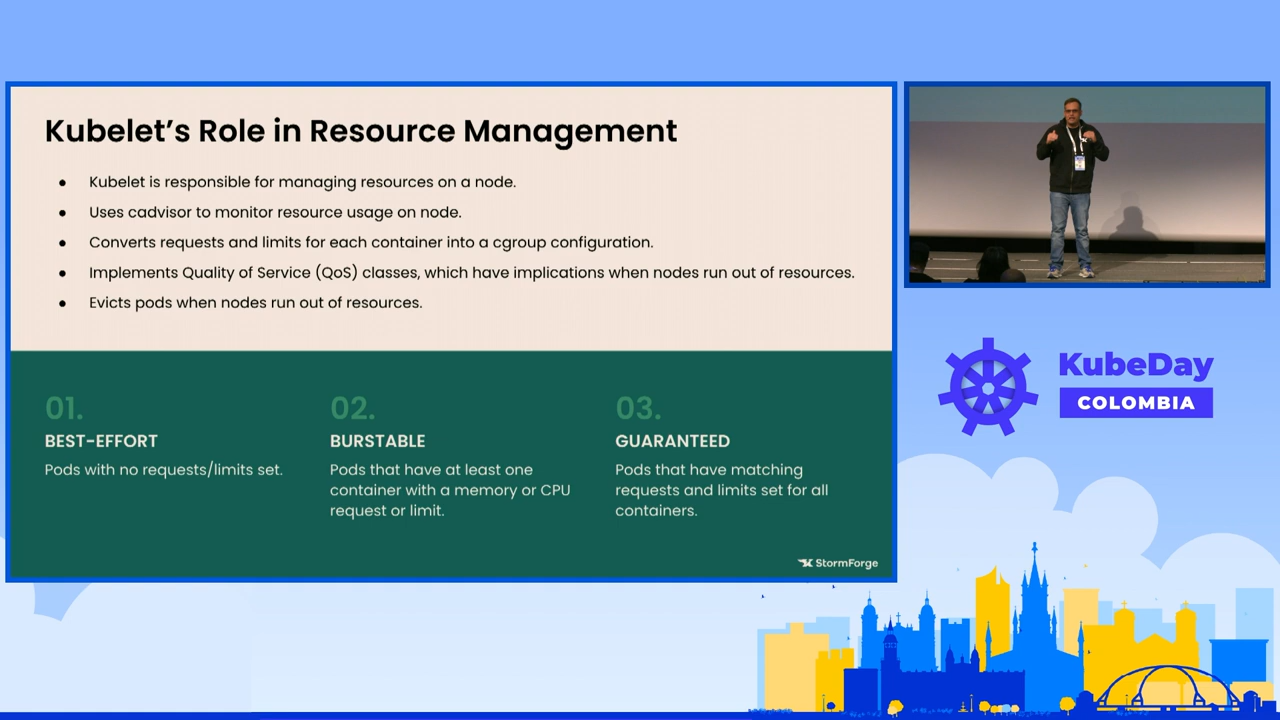 Kubelet’s Role in Resource Management
● Kubelet is responsible for managing resources on a node.
● Uses cadvisor to monitor resource usage on node.
● Converts requests and limits for each container into a cgroup configuration.
● Implements Quality of Service (QoS) classes, which have implications when nodes run out of resources.
● Evicts pods when nodes run out of resources.
01.
BEST-EFFORT
Pods with no requests/limits set.
02.
BURSTABLE
Pods that have at least one
container with a memory or CPU
request or limit.
03.
GUARANTEED
Pods that have matching
requests and limits set for all
containers.
StormForge
KubeDay
COLOMBIA